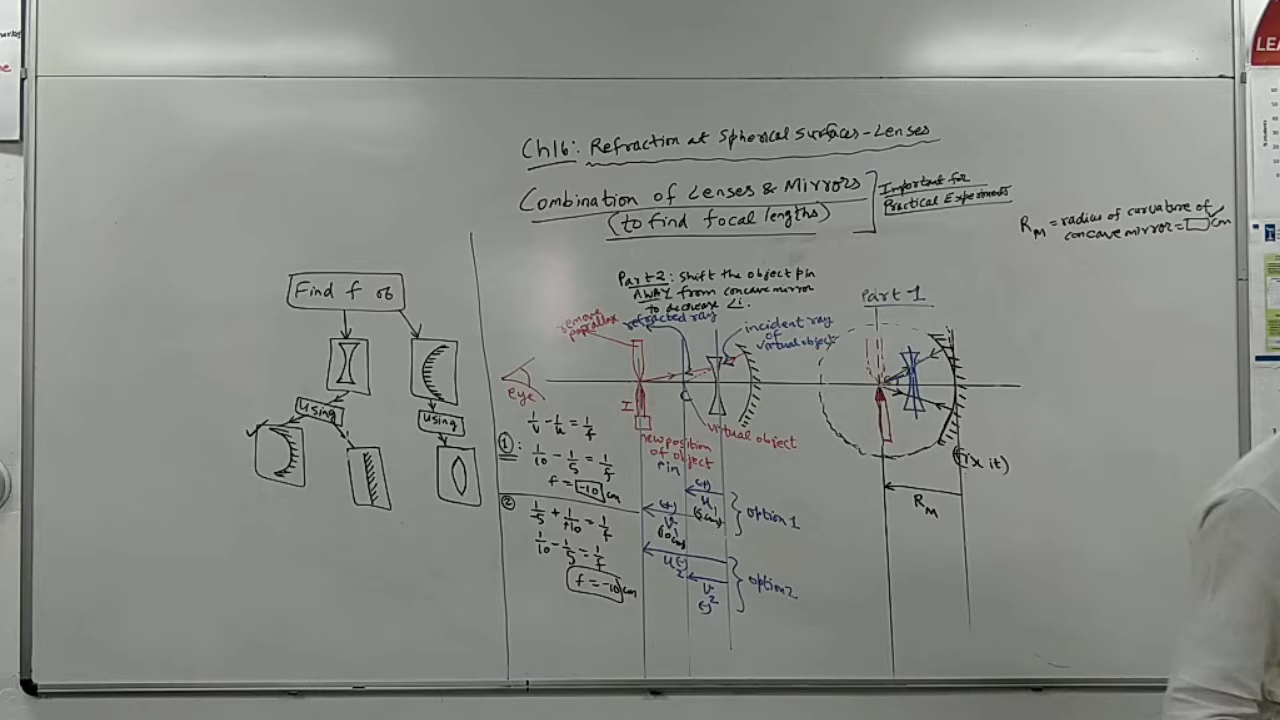 Ch16: Refraction at Spherical Surfaces-Lenses
Combination of Lenses & Mirrors
(to find focal lengths)
Important for
Practical Experiments
R_M = radius of curvature of
concave mirror = □ cm
Find f of
using
using
Part 2: Shift the object pin
AWAY from concave mirror
to decrease ∠i.
Part 1
remove
refracted ray
incident ray
of
virtual object
eye
I
C
virtual object
new position
of object
pin
(fix it)
R_M
1/v - 1/u = 1/f
①:
1/10 - 1/5 = 1/f
f = -10 cm
②
1/-5 + 1/+10 = 1/f
1/10 - 1/5 = 1/f
f = -10 cm
(+)
u
(5cm)
(+)
v
(10cm)
option 1
u (-)
v
(-)
option 2
LEA